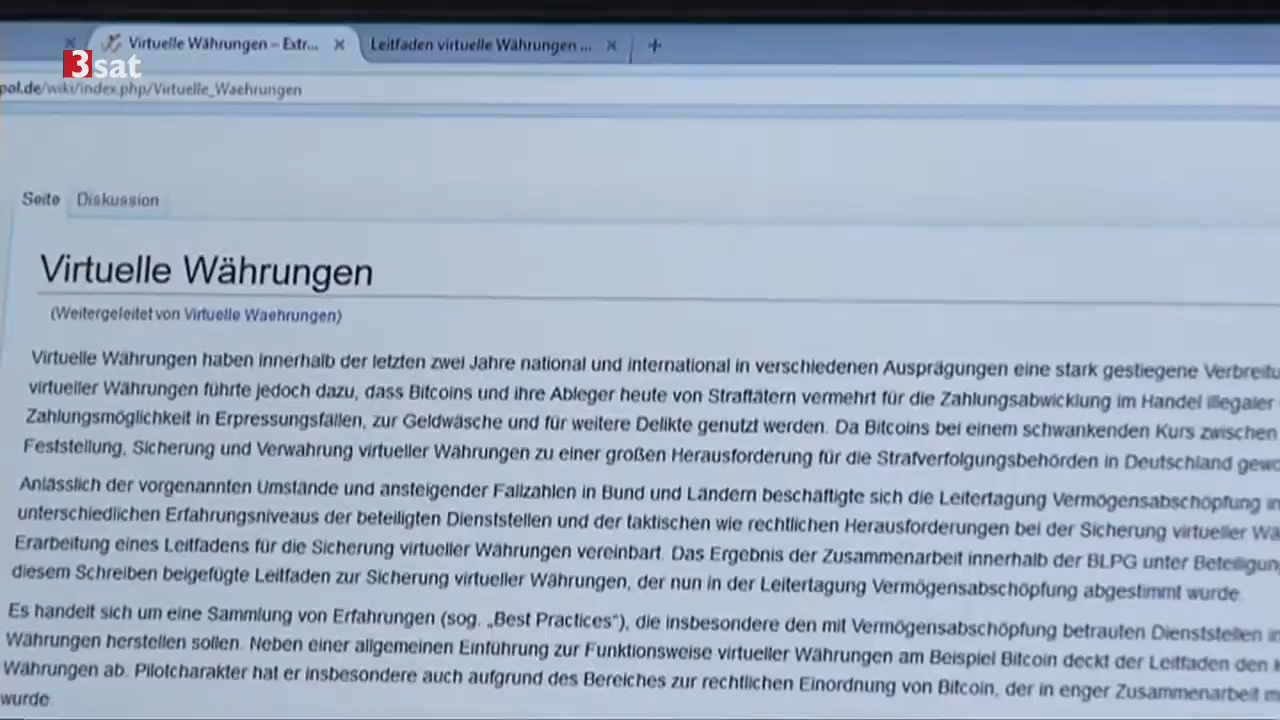 Virtuelle Währungen – Extr... × Leitfaden virtuelle Währungen ... × +
3sat
pol.de/wiki/index.php/Virtuelle_Waehrungen
Seite Diskussion
Virtuelle Währungen
(Weitergeleitet von Virtuelle Waehrungen)
Virtuelle Währungen haben innerhalb der letzten zwei Jahre national und international in verschiedenen Ausprägungen eine stark gestiegene Verbreitu
virtueller Währungen führte jedoch dazu, dass Bitcoins und ihre Ableger heute von Straftätern vermehrt für die Zahlungsabwicklung im Handel illegaler
Zahlungsmöglichkeit in Erpressungsfällen, zur Geldwäsche und für weitere Delikte genutzt werden. Da Bitcoins bei einem schwankenden Kurs zwischen
Feststellung, Sicherung und Verwahrung virtueller Währungen zu einer großen Herausforderung für die Strafverfolgungsbehörden in Deutschland gewo
Anlässlich der vorgenannten Umstände und ansteigender Fallzahlen in Bund und Ländern beschäftigte sich die Leitertagung Vermögensabschöpfung in
unterschiedlichen Erfahrungsniveaus der beteiligten Dienststellen und der taktischen wie rechtlichen Herausforderungen bei der Sicherung virtueller Wä
Erarbeitung eines Leitfadens für die Sicherung virtueller Währungen vereinbart. Das Ergebnis der Zusammenarbeit innerhalb der BLPG unter Beteiligun
diesem Schreiben beigefügte Leitfaden zur Sicherung virtueller Währungen, der nun in der Leitertagung Vermögensabschöpfung abgestimmt wurde.
Es handelt sich um eine Sammlung von Erfahrungen (sog. „Best Practices“), die insbesondere den mit Vermögensabschöpfung betrauten Dienststellen in
Währungen herstellen sollen. Neben einer allgemeinen Einführung zur Funktionsweise virtueller Währungen am Beispiel Bitcoin deckt der Leitfaden den
Währungen ab. Pilotcharakter hat er insbesondere auch aufgrund des Bereiches zur rechtlichen Einordnung von Bitcoin, der in enger Zusammenarbeit m
wurde.